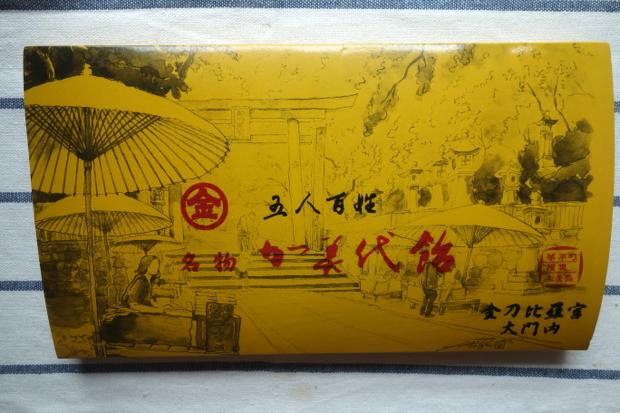 金
五人百姓
名物 加美代飴
金刀比羅宮
大門内